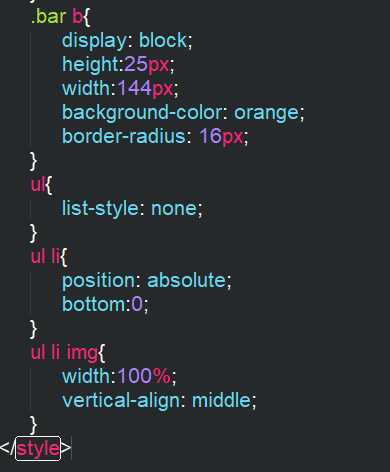 .bar b{
display: block;
height:25px;
width:144px;
background-color: orange;
border-radius: 16px;
}
ul{
list-style: none;
}
ul li{
position: absolute;
bottom:0;
}
ul li img{
width:100%;
vertical-align: middle;
}
</style>